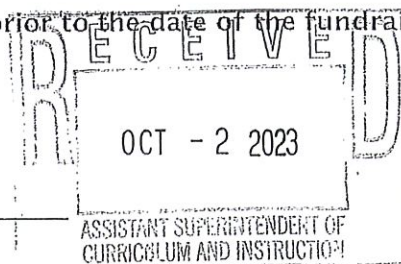 prior to the date of the fundrai
RECEIVED
OCT - 2 2023
ASSISTANT SUPERINTENDENT OF
CURRICULUM AND INSTRUCTION